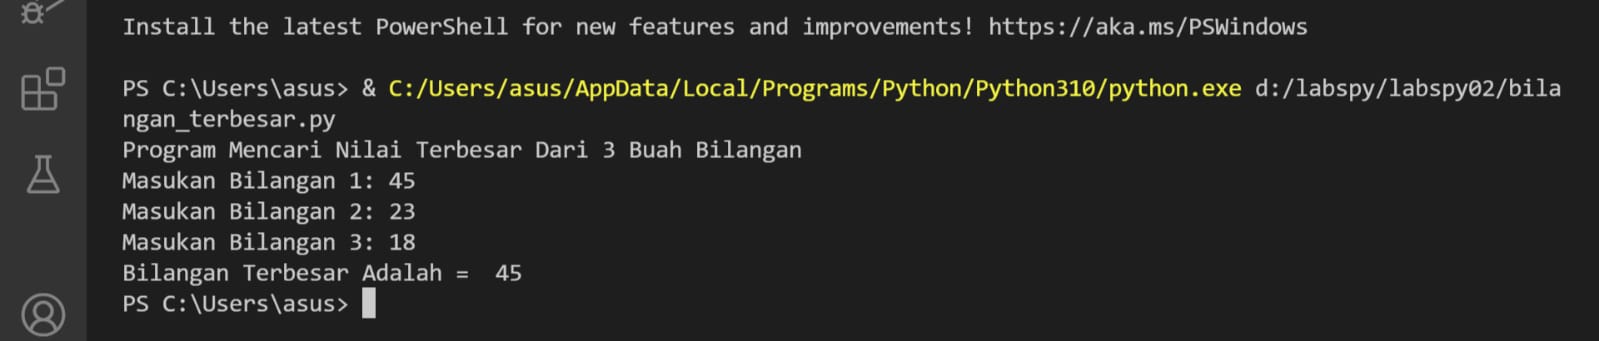 Install the latest PowerShell for new features and improvements! https://aka.ms/PSWindows
PS C:\Users\asus> & C:/Users/asus/AppData/Local/Programs/Python/Python310/python.exe d:/labspy/labspy02/bila
ngan_terbesar.py
Program Mencari Nilai Terbesar Dari 3 Buah Bilangan
Masukan Bilangan 1: 45
Masukan Bilangan 2: 23
Masukan Bilangan 3: 18
Bilangan Terbesar Adalah =  45
PS C:\Users\asus>